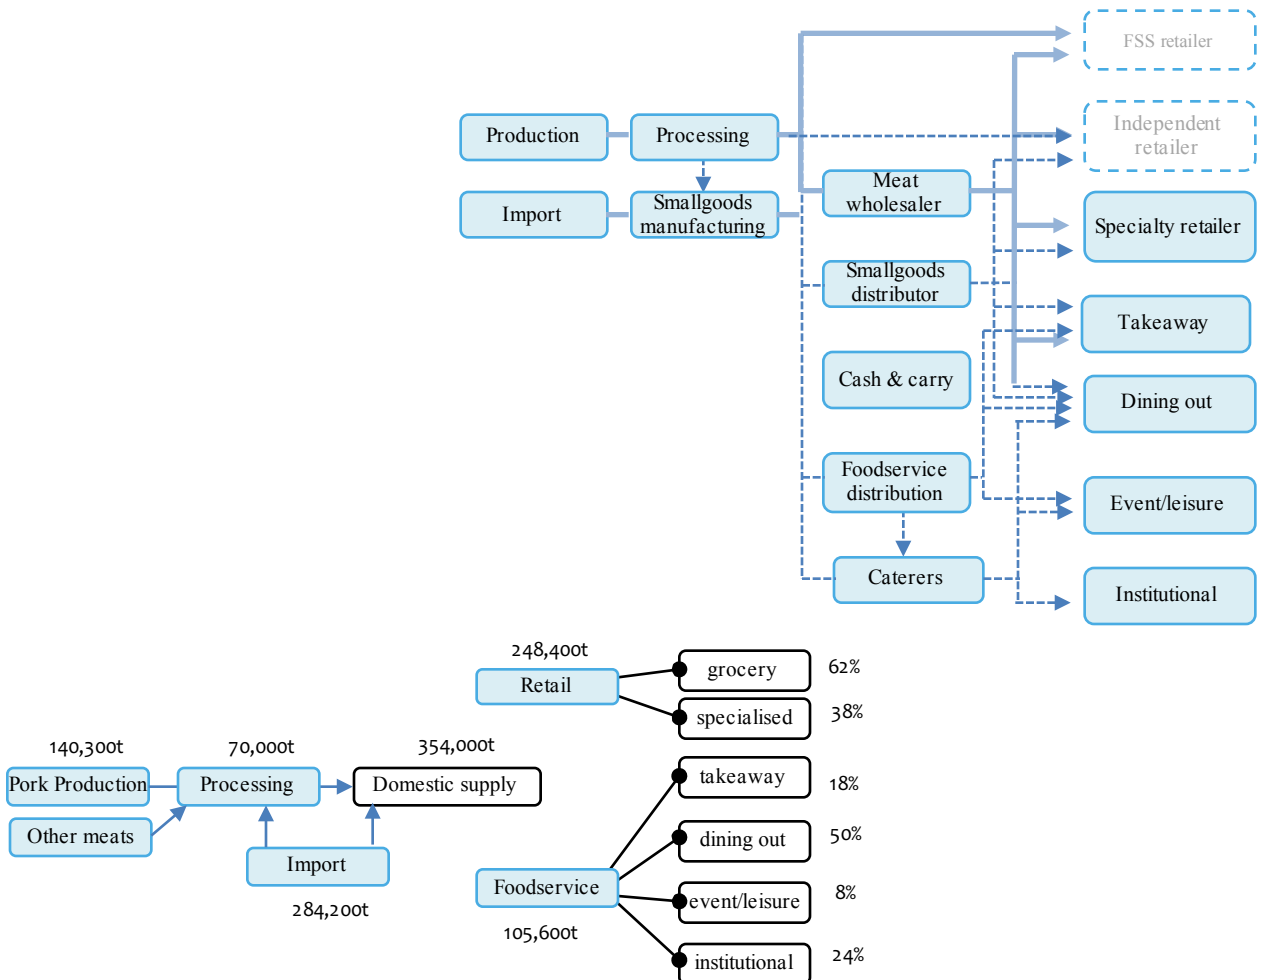 FSS retailer
Independent
retailer
Production
Processing
Import
Smallgoods
manufacturing
Meat
wholesaler
Specialty retailer
Smallgoods
distributor
Takeaway
Cash & carry
Dining out
Foodservice
distribution
Event/leisure
Caterers
Institutional
248,400t
Retail
grocery
62%
specialised
38%
140,300t
70,000t
354,000t
Pork Production
Processing
Domestic supply
takeaway
18%
Other meats
dining out
50%
Import
284,200t
Foodservice
105,600t
event/leisure
8%
institutional
24%